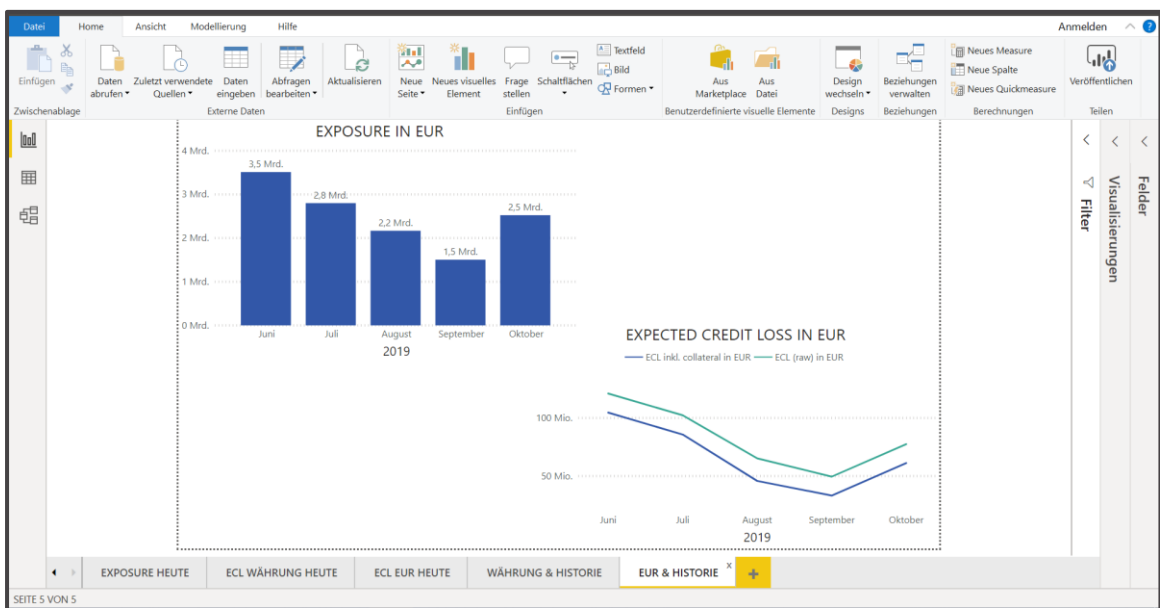 Datei Home Ansicht Modellierung Hilfe Anmelden ?
Einfügen
Zwischenablage
Daten abrufen
Zuletzt verwendete Quellen
Daten eingeben
Abfragen bearbeiten
Aktualisieren
Externe Daten
Neue Seite
Neues visuelles Element
Frage stellen
Schaltflächen
Textfeld
Bild
Formen
Einfügen
Aus Marketplace
Aus Datei
Benutzerdefinierte visuelle Elemente
Design wechseln
Designs
Beziehungen verwalten
Beziehungen
Neues Measure
Neue Spalte
Neues Quickmeasure
Berechnungen
Veröffentlichen
Teilen
EXPOSURE IN EUR
4 Mrd.
3 Mrd.
2 Mrd.
1 Mrd.
0 Mrd.
3,5 Mrd.
2,8 Mrd.
2,2 Mrd.
1,5 Mrd.
2,5 Mrd.
Juni Juli August September Oktober
2019
EXPECTED CREDIT LOSS IN EUR
ECL inkl. collateral in EUR ECL (raw) in EUR
100 Mio.
50 Mio.
Juni Juli August September Oktober
2019
Filter
Visualisierungen
Felder
EXPOSURE HEUTE ECL WÄHRUNG HEUTE ECL EUR HEUTE WÄHRUNG & HISTORIE EUR & HISTORIE x +
SEITE 5 VON 5